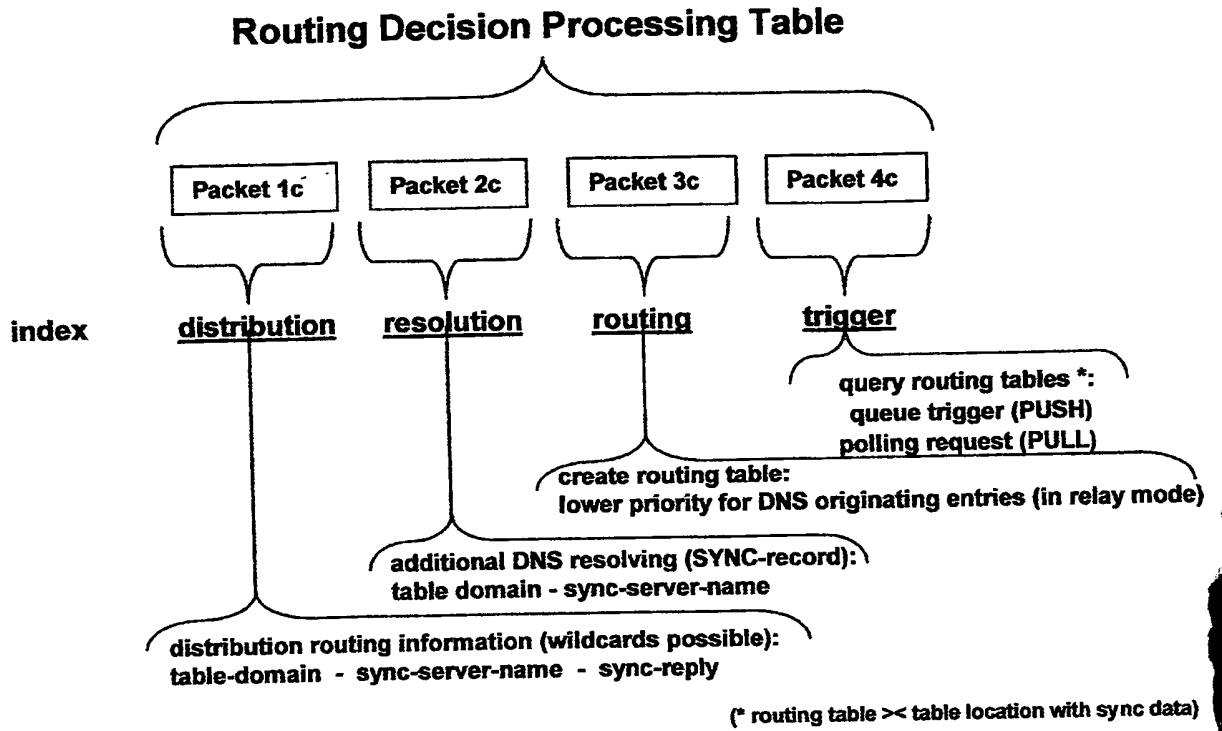 Routing Decision Processing Table
Packet 1c Packet 2c Packet 3c Packet 4c
index distribution resolution routing trigger
query routing tables *:
queue trigger (PUSH)
polling request (PULL)
create routing table:
lower priority for DNS originating entries (in relay mode)
additional DNS resolving (SYNC-record):
table domain - sync-server-name
distribution routing information (wildcards possible):
table-domain - sync-server-name - sync-reply
(* routing table >< table location with sync data)